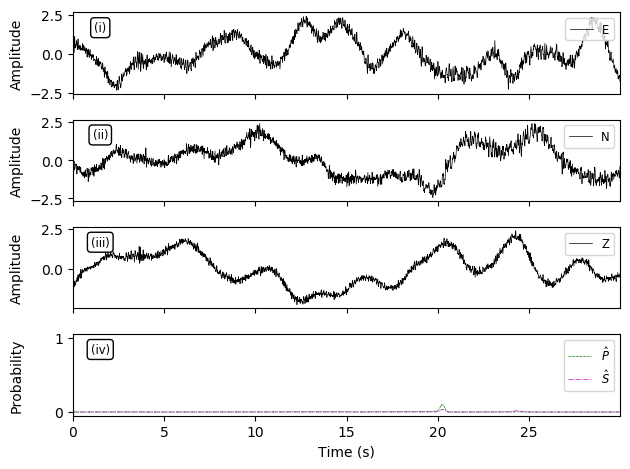 2.5
0.0
−2.5
Amplitude
(i)
E
2.5
0.0
−2.5
Amplitude
(ii)
N
2.5
0.0
Amplitude
(iii)
Z
1
0
Probability
(iv)
P̂
Ŝ
0 5 10 15 20 25
Time (s)